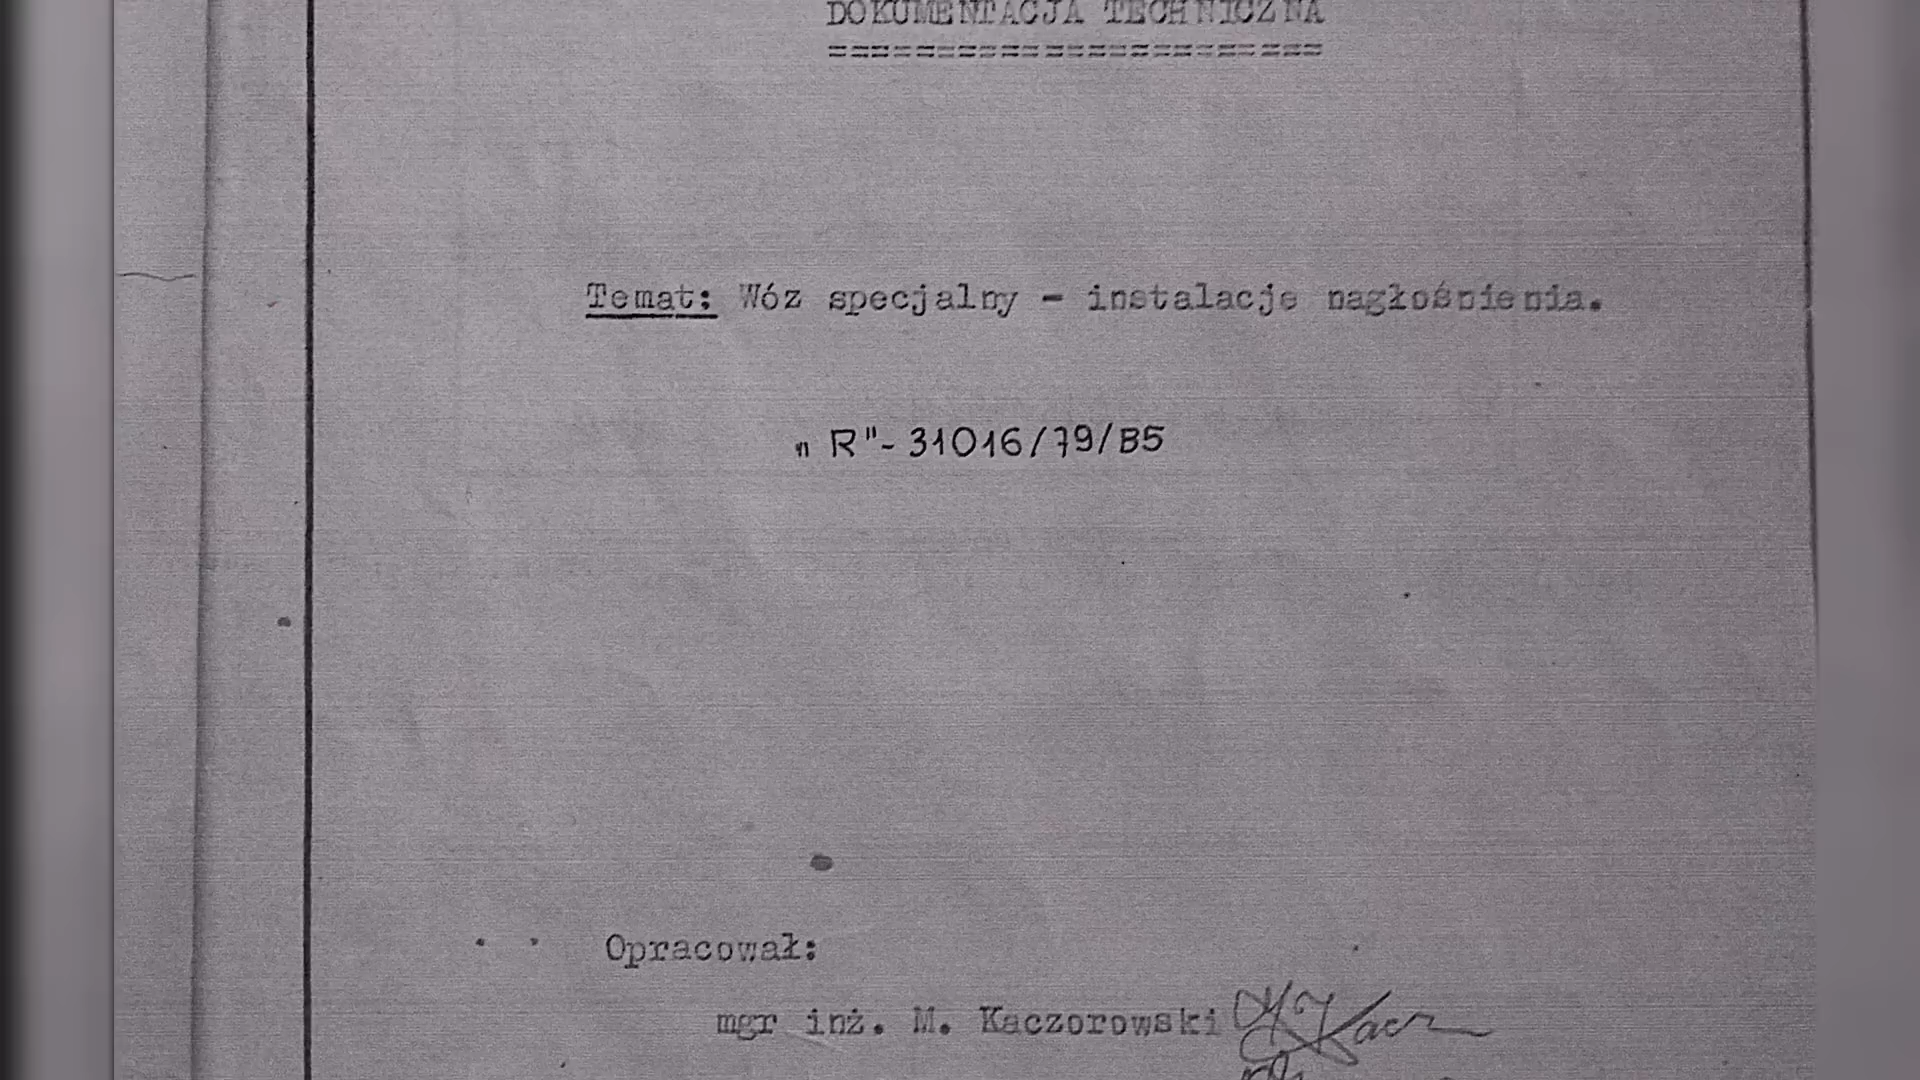 DOKUMENTACJA TECHNICZNA
=======================
Temat: Wóz specjalny - instalacje nagłośnienia.
„R"- 31016/79/B5
Opracował:
mgr inż. M. Kaczorowski